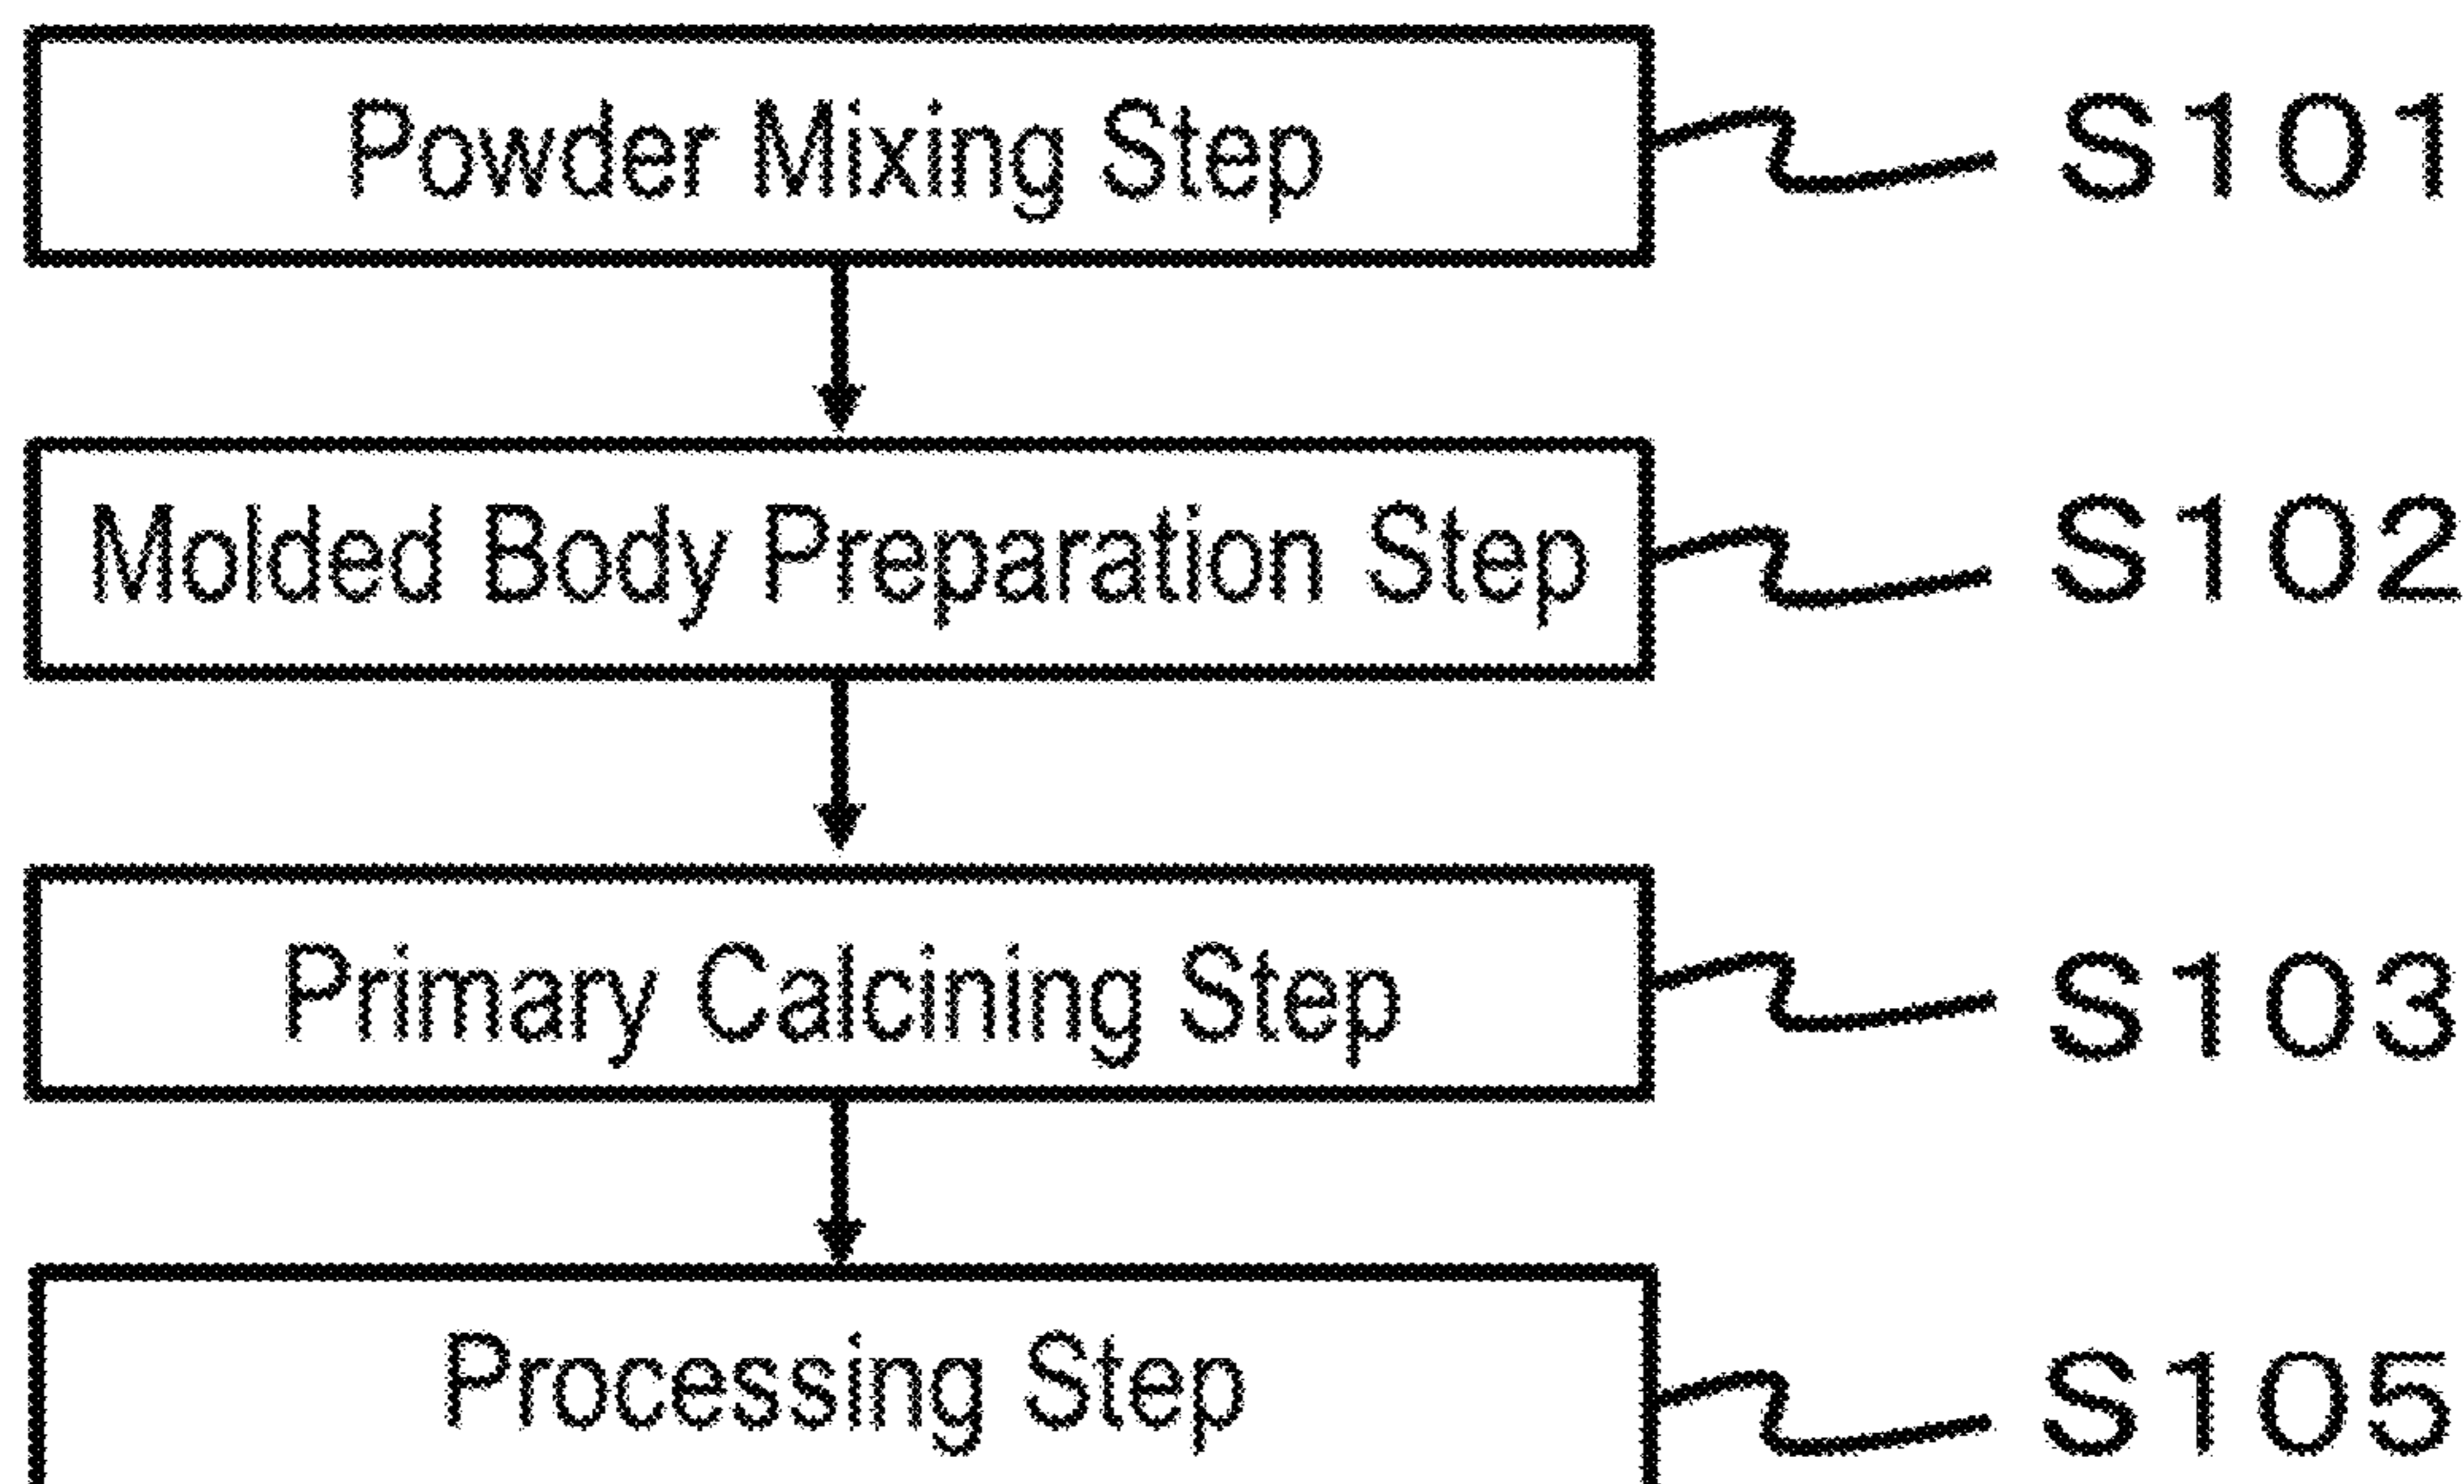 Powder Mixing Step S101
Molded Body Preparation Step S102
Primary Calcining Step S103
Processing Step S105